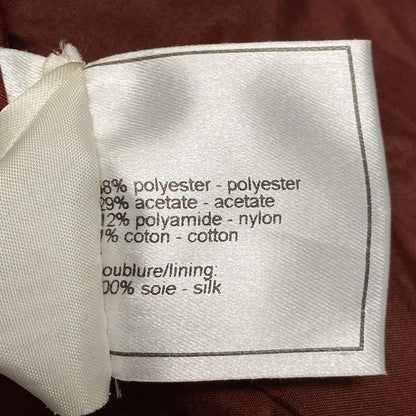 8% polyester - polyester
29% acetate - acetate
12% polyamide - nylon
1% coton - cotton
oublure/lining:
00% soie - silk